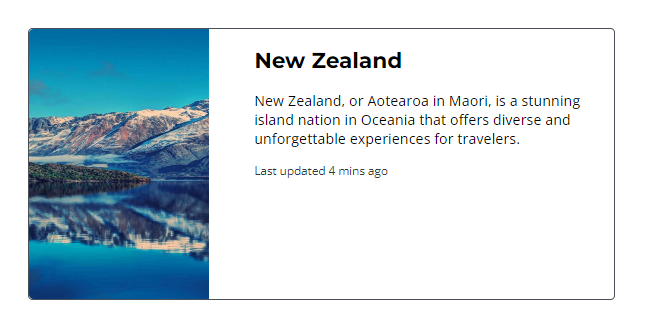 New Zealand
New Zealand, or Aotearoa in Maori, is a stunning
island nation in Oceania that offers diverse and
unforgettable experiences for travelers.
Last updated 4 mins ago